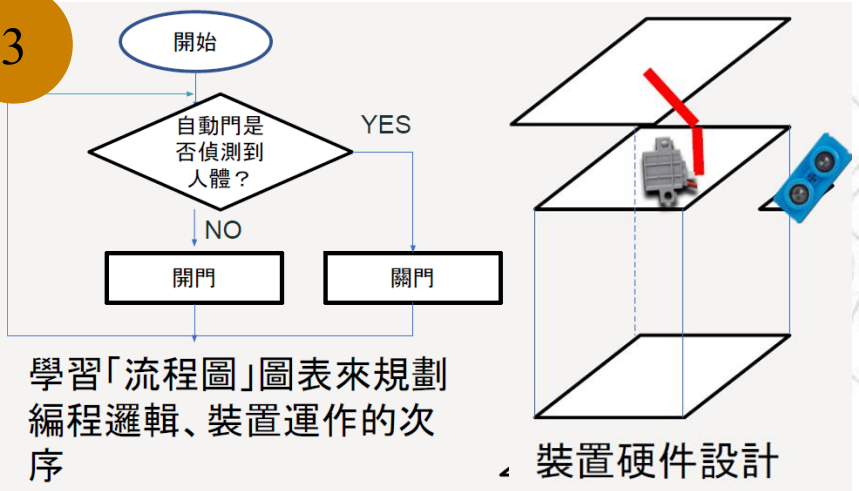 3
開始
自動門是
否偵測到
人體？
YES
NO
開門
關門
學習「流程圖」圖表來規劃
編程邏輯、裝置運作的次
序
裝置硬件設計